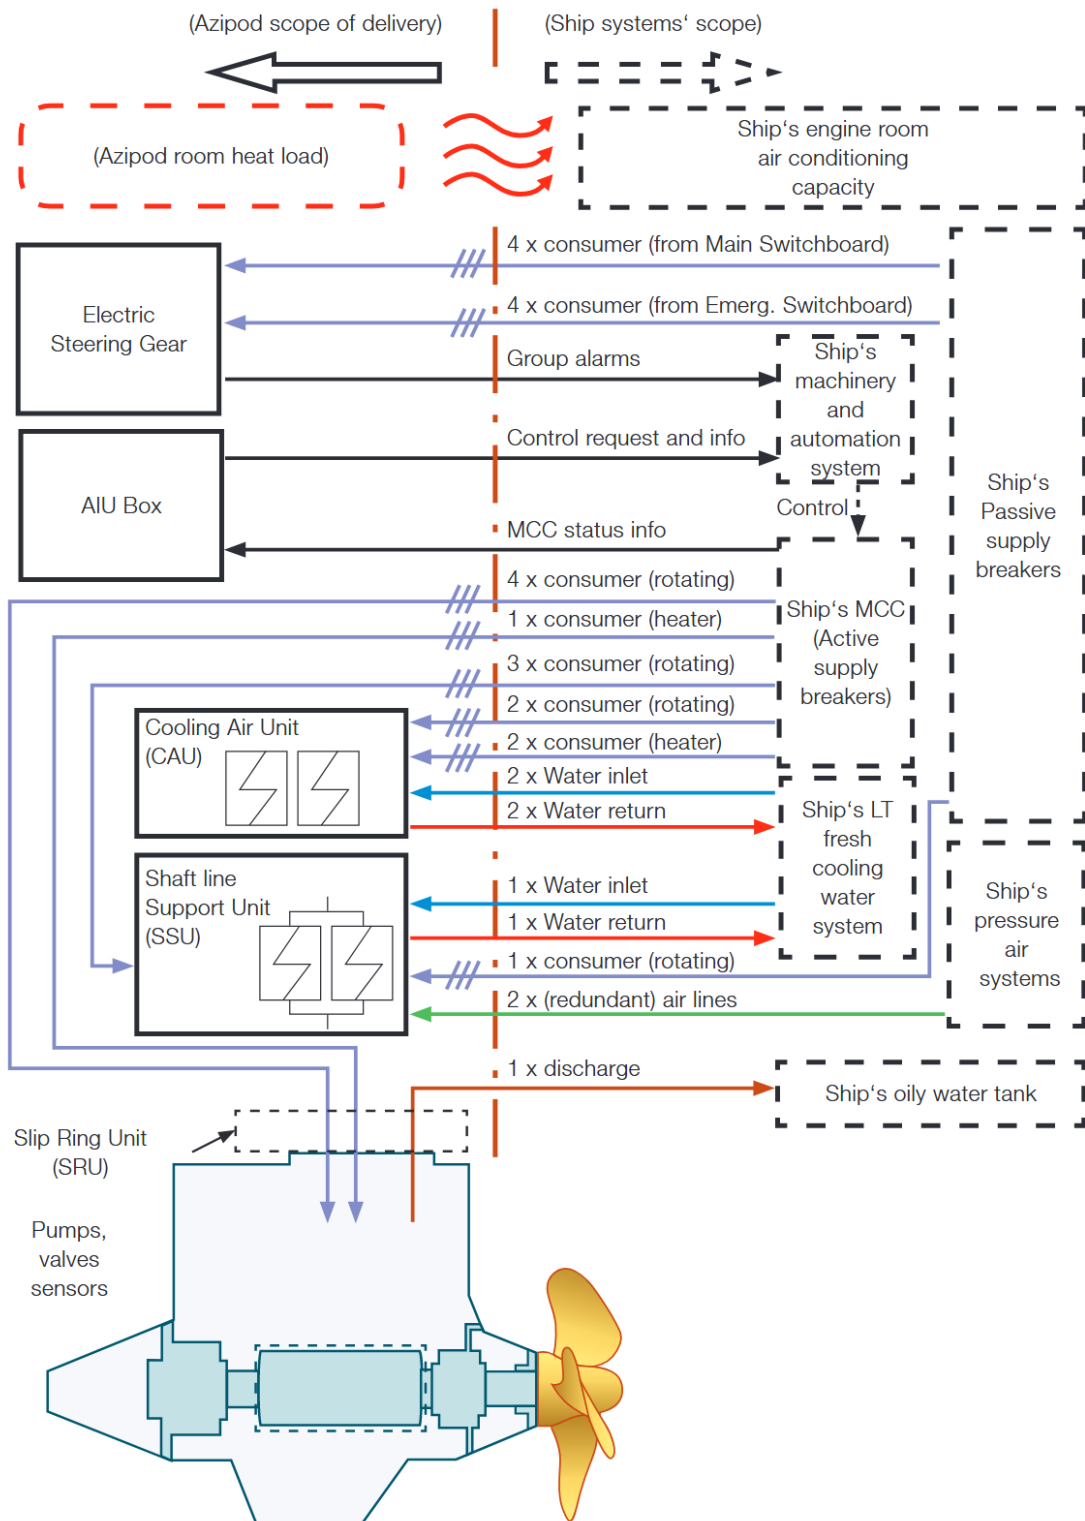 (Azipod scope of delivery)
(Ship systems‘ scope)
(Azipod room heat load)
Ship‘s engine room
air conditioning
capacity
4 x consumer (from Main Switchboard)
Electric
Steering Gear
4 x consumer (from Emerg. Switchboard)
Group alarms
Ship‘s
machinery
and
automation
system
Control request and info
AIU Box
Control
MCC status info
Ship‘s
Passive
supply
breakers
4 x consumer (rotating)
1 x consumer (heater)
3 x consumer (rotating)
2 x consumer (rotating)
2 x consumer (heater)
Ship‘s MCC
(Active
supply
breakers)
Cooling Air Unit
(CAU)
2 x Water inlet
2 x Water return
Ship‘s LT
fresh
cooling
water
system
Shaft line
Support Unit
(SSU)
1 x Water inlet
1 x Water return
1 x consumer (rotating)
2 x (redundant) air lines
Ship‘s
pressure
air
systems
1 x discharge
Ship‘s oily water tank
Slip Ring Unit
(SRU)
Pumps,
valves
sensors